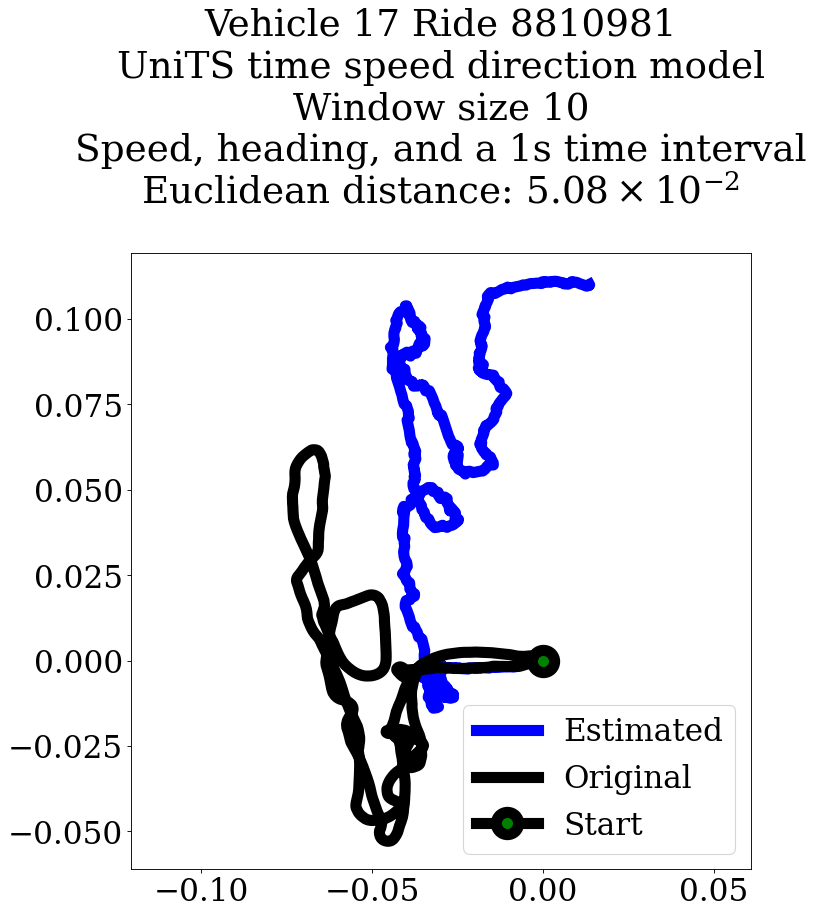 Vehicle 17 Ride 8810981
UniTS time speed direction model
Window size 10
Speed, heading, and a 1s time interval
Euclidean distance: 5.08 × 10⁻²
0.100
0.075
0.050
0.025
0.000
−0.025
−0.050
Estimated
Original
Start
−0.10
−0.05
0.00
0.05